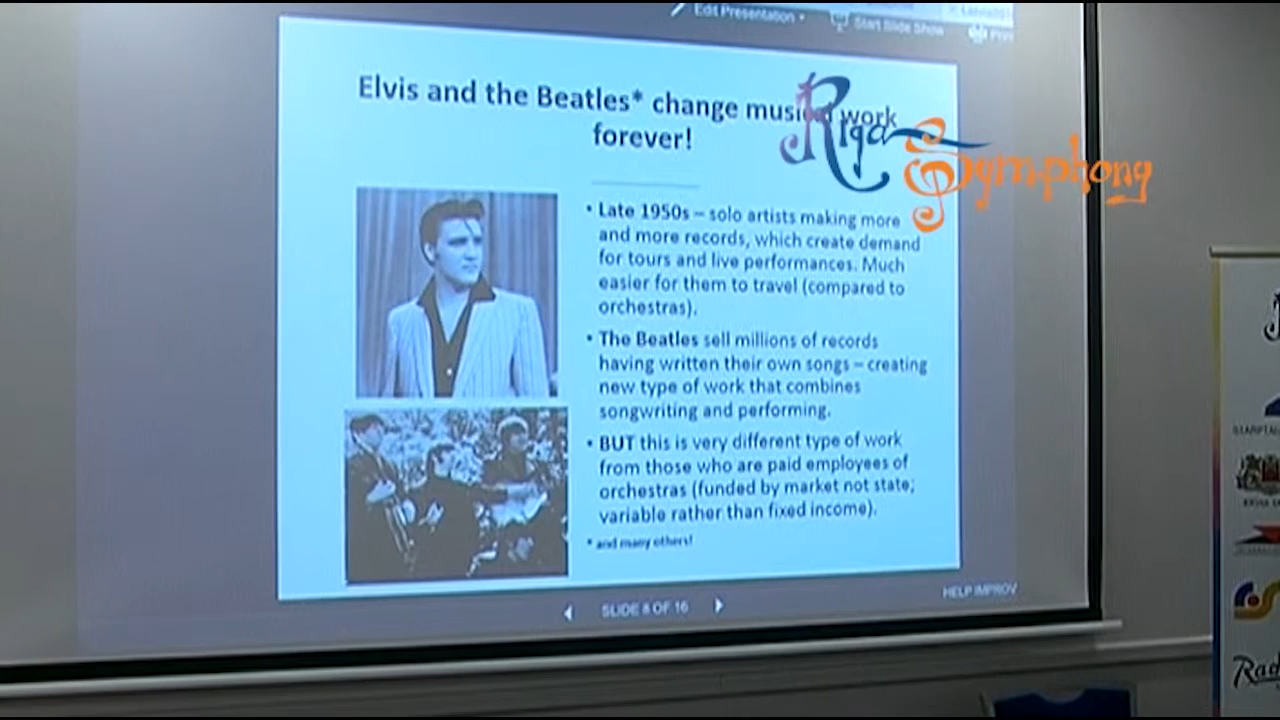 Edit Presentation
Start Slide Show
Elvis and the Beatles* change musical work
forever!
Riga
Symphony
• Late 1950s – solo artists making more
and more records, which create demand
for tours and live performances. Much
easier for them to travel (compared to
orchestras).
• The Beatles sell millions of records
having written their own songs – creating
new type of work that combines
songwriting and performing.
• BUT this is very different type of work
from those who are paid employees of
orchestras (funded by market not state;
variable rather than fixed income).
* and many others!
SLIDE 8 OF 16
HELP IMPROV